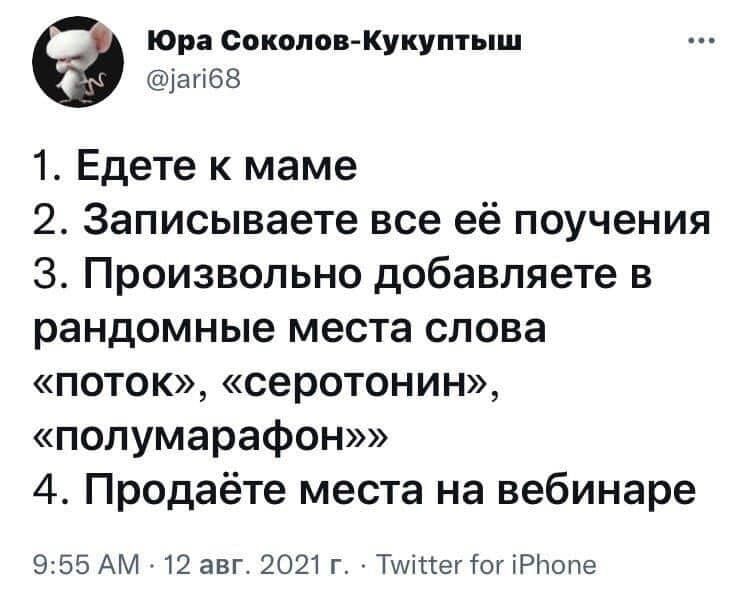 Юра Соколов-Кукуптыш
@jari68
1. Едете к маме
2. Записываете все её поучения
3. Произвольно добавляете в
рандомные места слова
«поток», «серотонин»,
«полумарафон»»
4. Продаёте места на вебинаре
9:55 AM · 12 авг. 2021 г. · Twitter for iPhone